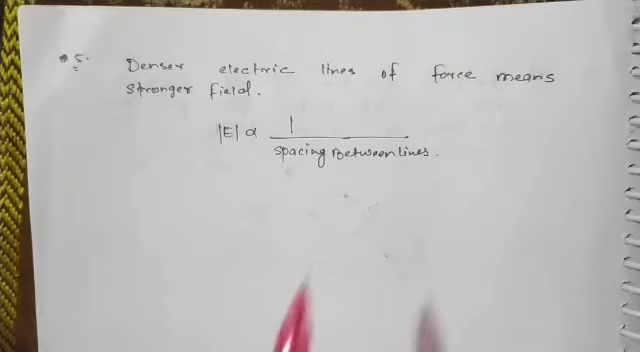 5. Denser electric lines of force means
stronger field.
|E| ∝ 1
spacing Between lines.